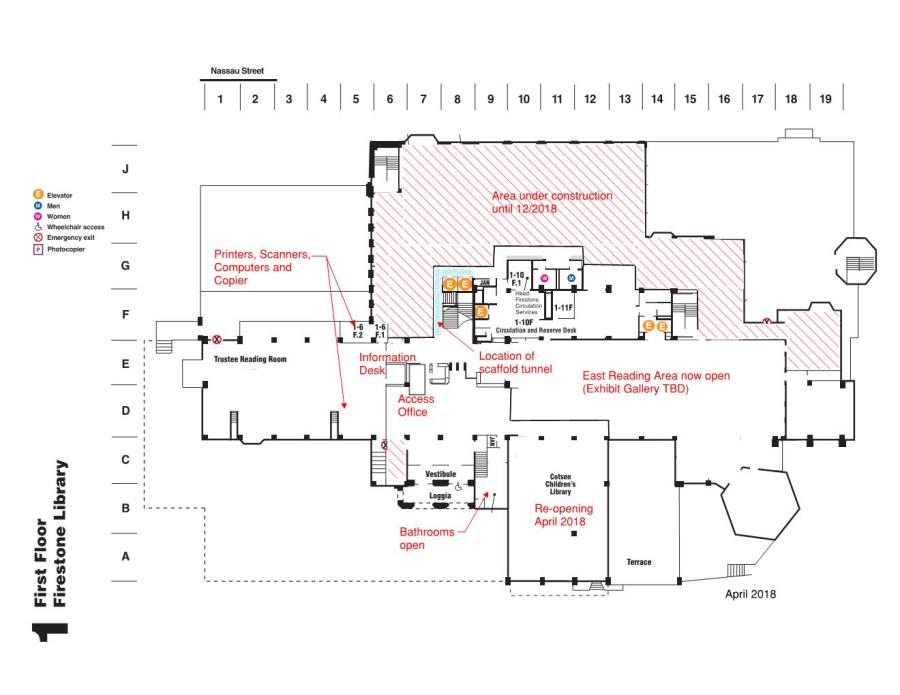 Nassau Street
1 2 3 4 5 6 7 8 9 10 11 12 13 14 15 16 17 18 19
J
H
G
F
E
D
C
B
A
E Elevator
M Men
W Women
Wheelchair access
Emergency exit
P Photocopier
Area under construction
until 12/2018
Printers, Scanners,
Computers and
Copier
E E
JAN
1-10
F.1
W
M
Head,
Firestone
Circulation
Services
1-11F
E
1-10F
Circulation and Reserve Desk
E E
1-6
F.2
1-6
F.1
Trustee Reading Room
Information
Desk
Location of
scaffold tunnel
East Reading Area now open
(Exhibit Gallery TBD)
Access
Office
JAN
Vestibule
Loggia
Cotsen
Children's
Library
Re-opening
April 2018
Bathrooms
open
Terrace
April 2018
1
First Floor
Firestone Library